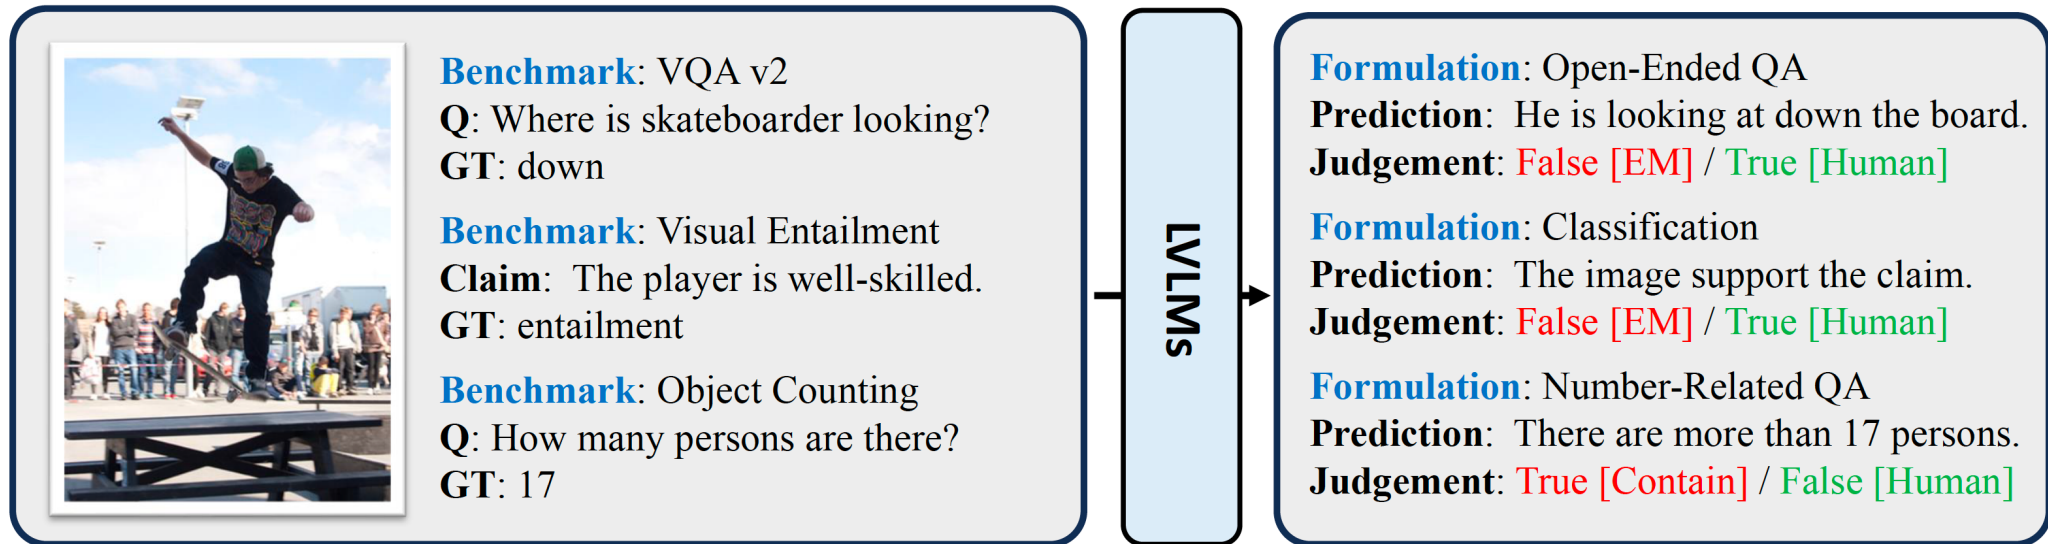 Benchmark: VQA v2
Q: Where is skateboarder looking?
GT: down
Benchmark: Visual Entailment
Claim: The player is well-skilled.
GT: entailment
Benchmark: Object Counting
Q: How many persons are there?
GT: 17
LVLMs
Formulation: Open-Ended QA
Prediction: He is looking at down the board.
Judgement: False [EM] / True [Human]
Formulation: Classification
Prediction: The image support the claim.
Judgement: False [EM] / True [Human]
Formulation: Number-Related QA
Prediction: There are more than 17 persons.
Judgement: True [Contain] / False [Human]